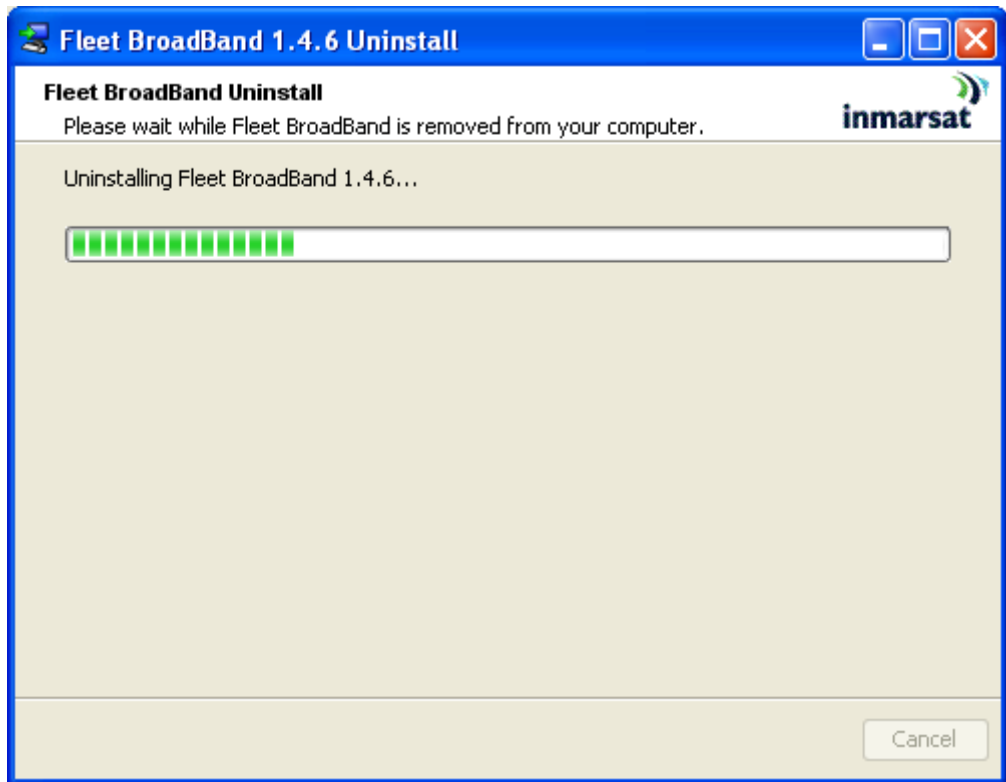 Fleet BroadBand 1.4.6 Uninstall
Fleet BroadBand Uninstall
Please wait while Fleet BroadBand is removed from your computer.
inmarsat
Uninstalling Fleet BroadBand 1.4.6...
Cancel